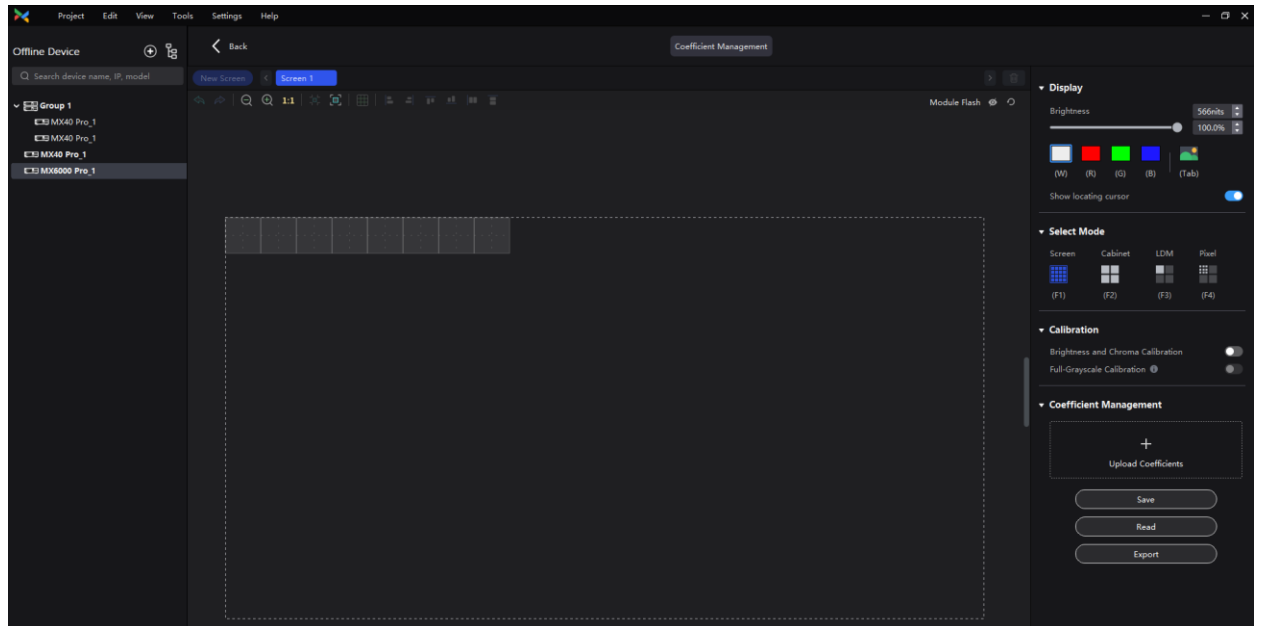 Project Edit View Tools Settings Help
Offline Device
Back
Coefficient Management
Search device name, IP, model
New Screen
Screen 1
1:1
Module Flash
Group 1
MX40 Pro_1
MX40 Pro_1
MX40 Pro_1
MX6000 Pro_1
Display
Brightness 566nits
100.0%
(W) (R) (G) (B) (Tab)
Show locating cursor
Select Mode
Screen Cabinet LDM Pixel
(F1) (F2) (F3) (F4)
Calibration
Brightness and Chroma Calibration
Full-Grayscale Calibration
Coefficient Management
Upload Coefficients
Save
Read
Export